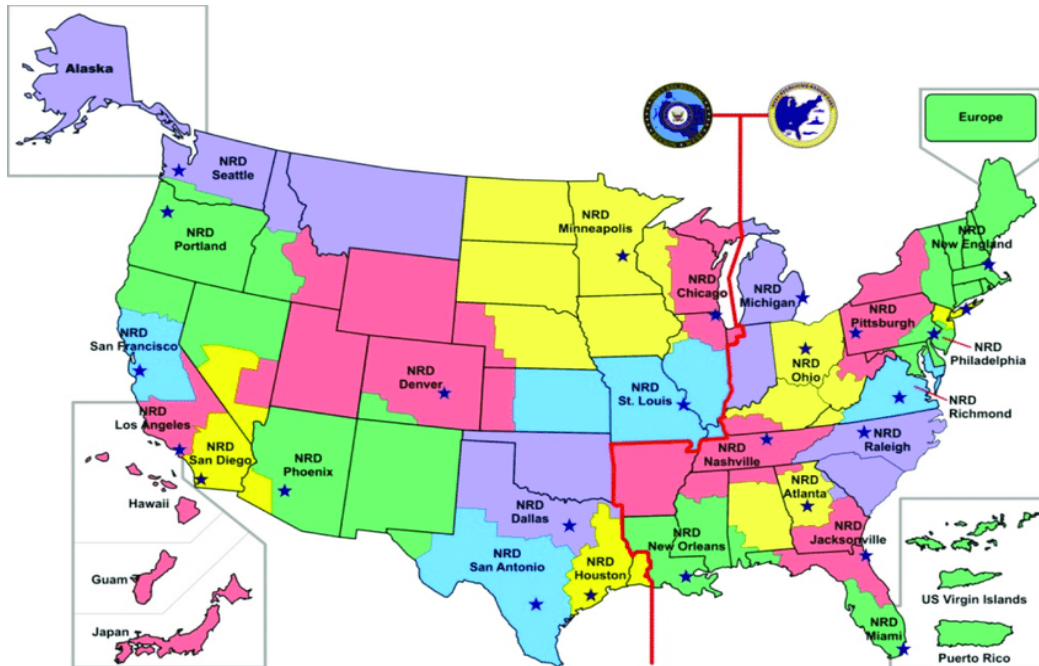 Alaska
Europe
NRD
Seattle
NRD
Portland
NRD
Minneapolis
NRD
New England
NRD
Chicago
NRD
Michigan
NRD
Pittsburgh
NRD
Philadelphia
NRD
San Francisco
NRD
Denver
NRD
St. Louis
NRD
Ohio
NRD
Richmond
NRD
Los Angeles
NRD
San Diego
NRD
Phoenix
NRD
Nashville
NRD
Raleigh
NRD
Atlanta
NRD
Dallas
NRD
Jacksonville
NRD
San Antonio
NRD
Houston
NRD
New Orleans
NRD
Miami
Hawaii
Guam
Japan
US Virgin Islands
Puerto Rico